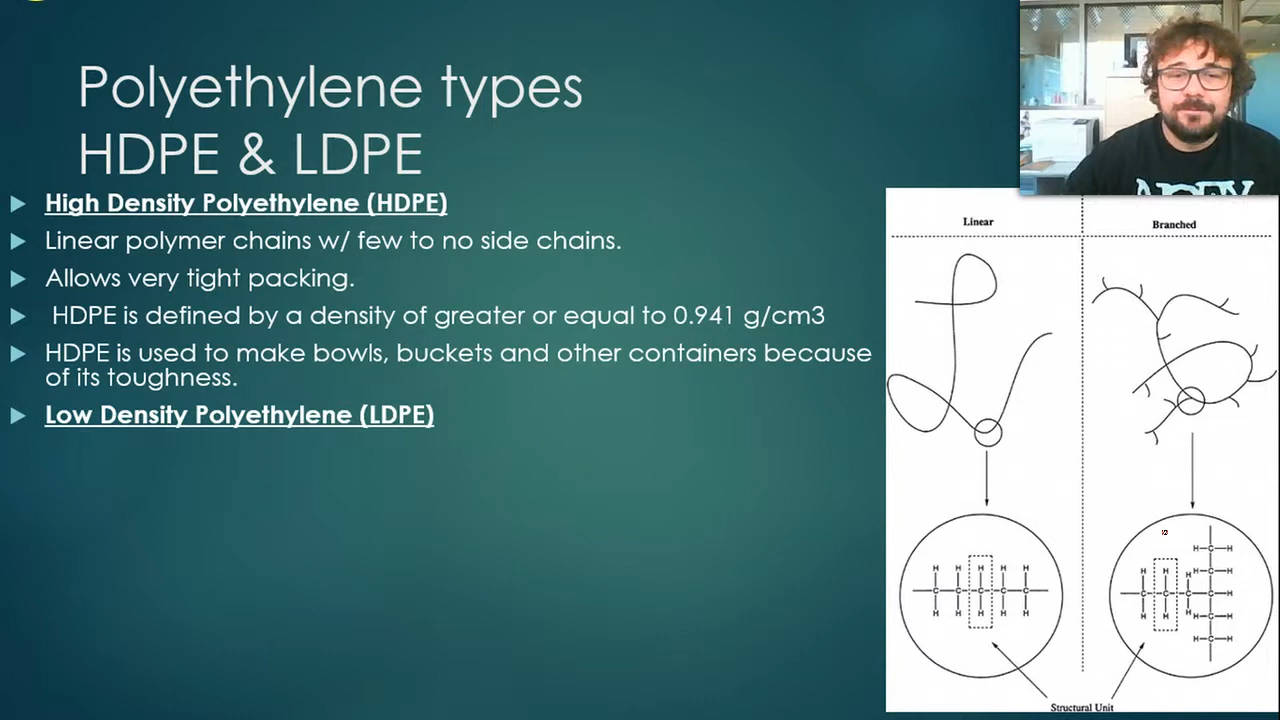 Polyethylene types
HDPE & LDPE
High Density Polyethylene (HDPE)
Linear polymer chains w/ few to no side chains.
Allows very tight packing.
HDPE is defined by a density of greater or equal to 0.941 g/cm3
HDPE is used to make bowls, buckets and other containers because
of its toughness.
Low Density Polyethylene (LDPE)
Linear
Branched
H H H H H
C C C C C
H H H H H
H C H
H H H C H
C C C C H
H H H H C H
H C H
Structural Unit